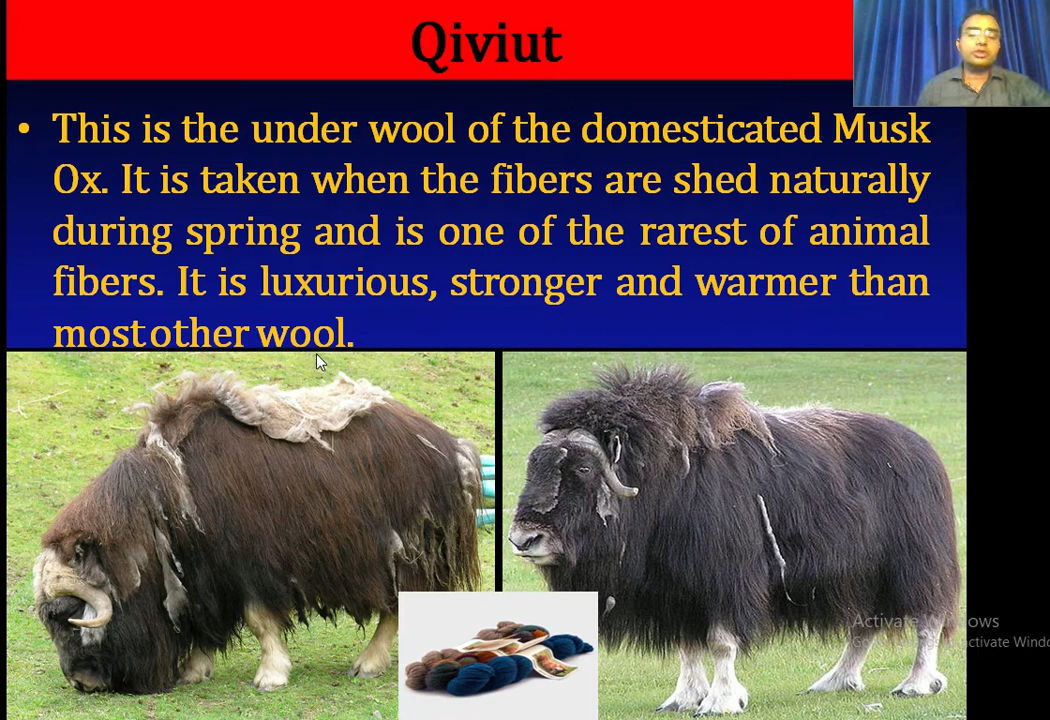 Qiviut
• This is the under wool of the domesticated Musk
Ox. It is taken when the fibers are shed naturally
during spring and is one of the rarest of animal
fibers. It is luxurious, stronger and warmer than
most other wool.
Activate Windows